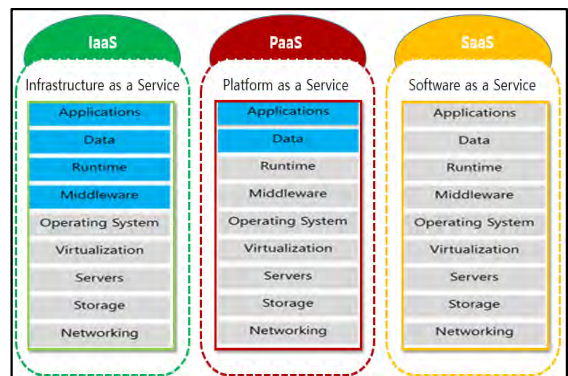 IaaS
Infrastructure as a Service
Applications
Data
Runtime
Middleware
Operating System
Virtualization
Servers
Storage
Networking
PaaS
Platform as a Service
Applications
Data
Runtime
Middleware
Operating System
Virtualization
Servers
Storage
Networking
SaaS
Software as a Service
Applications
Data
Runtime
Middleware
Operating System
Virtualization
Servers
Storage
Networking